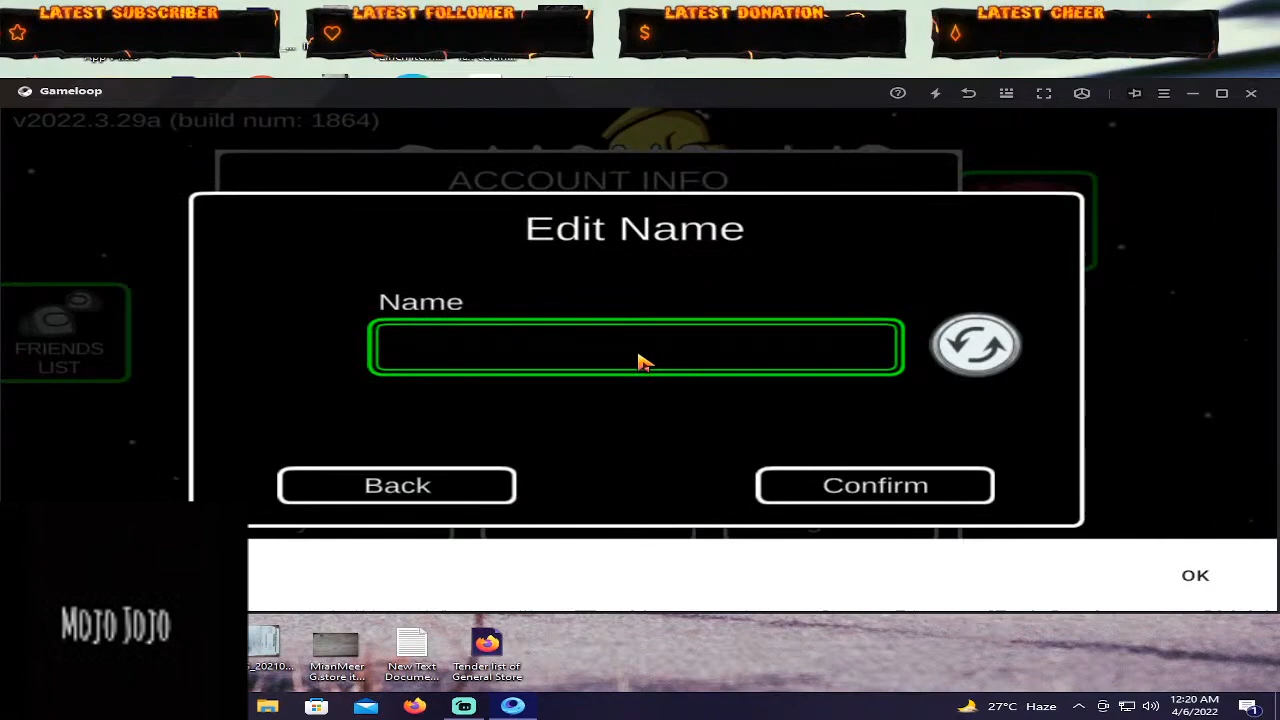 LATEST SUBSCRIBER
LATEST FOLLOWER
LATEST DONATION
LATEST CHEER
$
Gameloop
v2022.3.29a (build num: 1864)
ACCOUNT INFO
Edit Name
Name
FRIENDS
LIST
Back
Confirm
OK
MOJO JOJO
_20210...
MianMeer
G.store it...
New Text
Docume...
Tender list of
General Store
27°C Haze
12:20 AM
4/6/2022
1